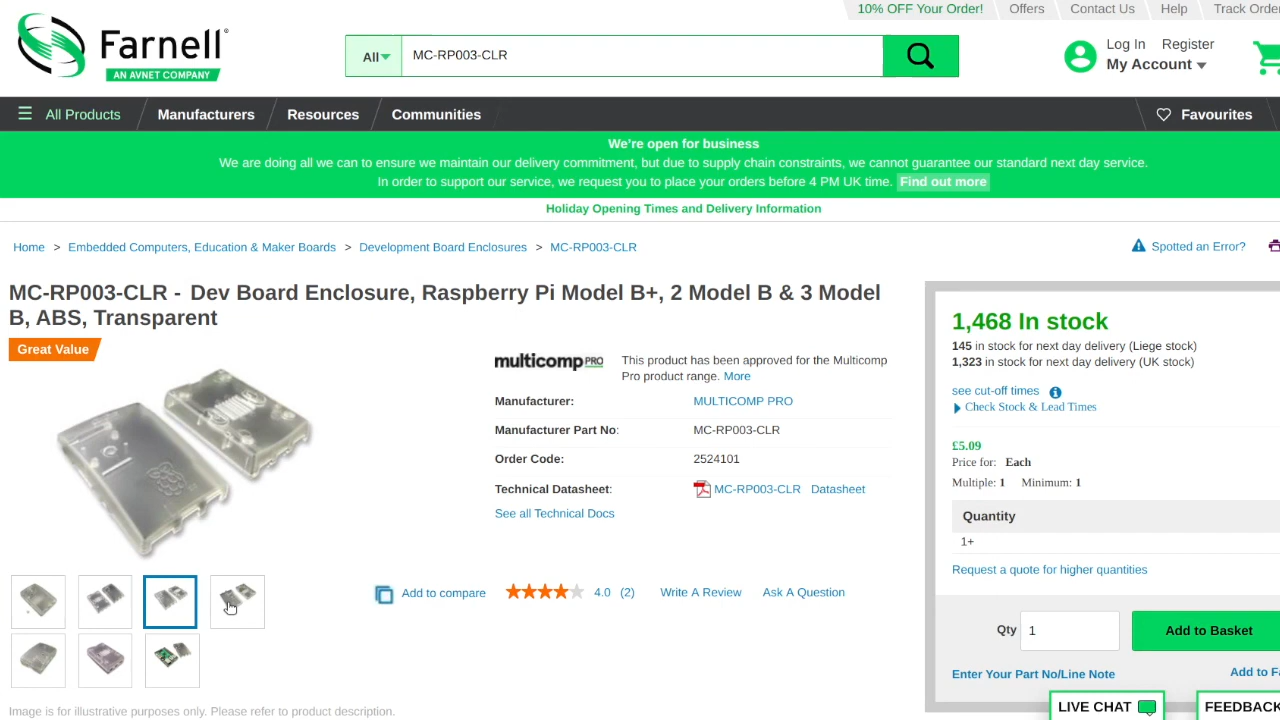 10% OFF Your Order! Offers Contact Us Help Track Order
Farnell
AN AVNET COMPANY
All MC-RP003-CLR
Log In Register
My Account
All Products Manufacturers Resources Communities Favourites
We're open for business
We are doing all we can to ensure we maintain our delivery commitment, but due to supply chain constraints, we cannot guarantee our standard next day service.
In order to support our service, we request you to place your orders before 4 PM UK time. Find out more
Holiday Opening Times and Delivery Information
Home > Embedded Computers, Education & Maker Boards > Development Board Enclosures > MC-RP003-CLR
Spotted an Error?
MC-RP003-CLR - Dev Board Enclosure, Raspberry Pi Model B+, 2 Model B & 3 Model
B, ABS, Transparent
Great Value
multicomp PRO
This product has been approved for the Multicomp
Pro product range. More
Manufacturer: MULTICOMP PRO
Manufacturer Part No: MC-RP003-CLR
Order Code: 2524101
Technical Datasheet: MC-RP003-CLR Datasheet
See all Technical Docs
Add to compare 4.0 (2) Write A Review Ask A Question
Image is for illustrative purposes only. Please refer to product description.
1,468 In stock
145 in stock for next day delivery (Liege stock)
1,323 in stock for next day delivery (UK stock)
see cut-off times
Check Stock & Lead Times
£5.09
Price for: Each
Multiple: 1 Minimum: 1
Quantity
1+
Request a quote for higher quantities
Qty 1 Add to Basket
Enter Your Part No/Line Note Add to Fa
LIVE CHAT FEEDBACK